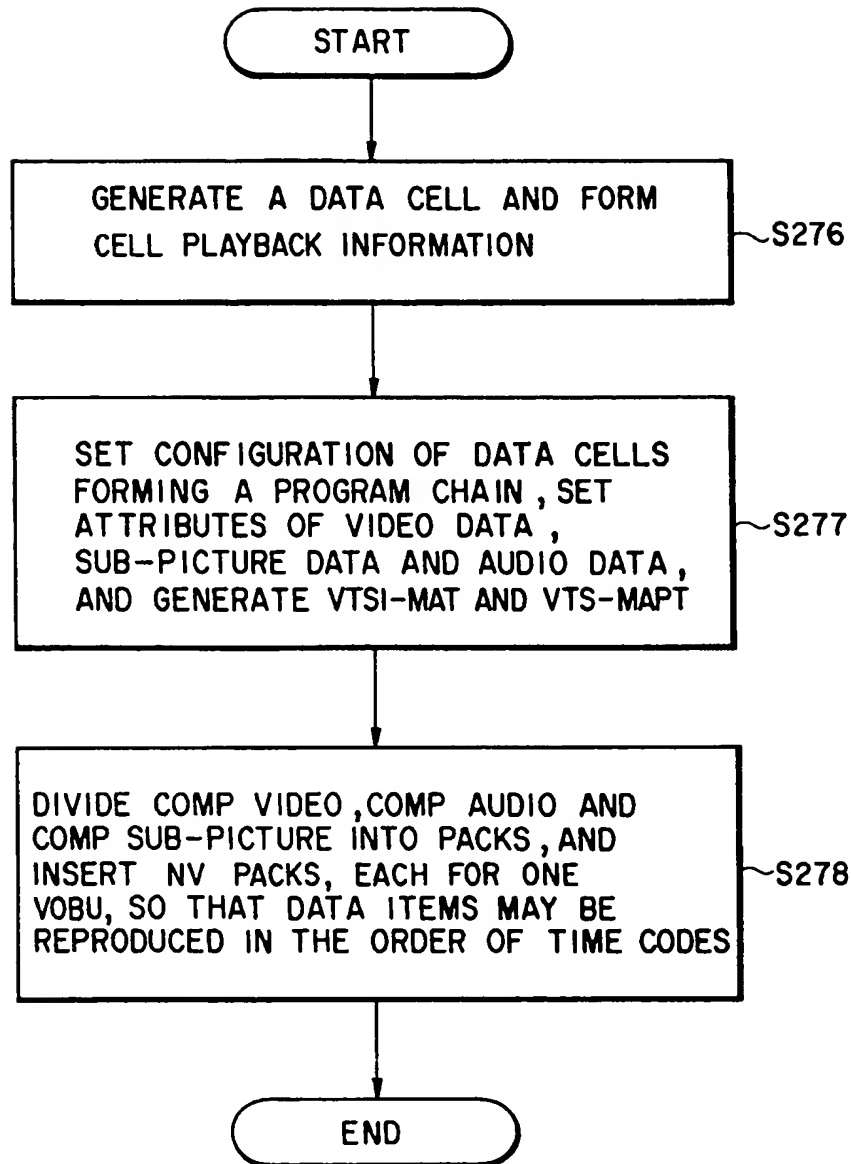 START
GENERATE A DATA CELL AND FORM
CELL PLAYBACK INFORMATION
S276
SET CONFIGURATION OF DATA CELLS
FORMING A PROGRAM CHAIN, SET
ATTRIBUTES OF VIDEO DATA,
SUB-PICTURE DATA AND AUDIO DATA,
AND GENERATE VTSI-MAT AND VTS-MAPT
S277
DIVIDE COMP VIDEO, COMP AUDIO AND
COMP SUB-PICTURE INTO PACKS, AND
INSERT NV PACKS, EACH FOR ONE
VOBU, SO THAT DATA ITEMS MAY BE
REPRODUCED IN THE ORDER OF TIME CODES
S278
END